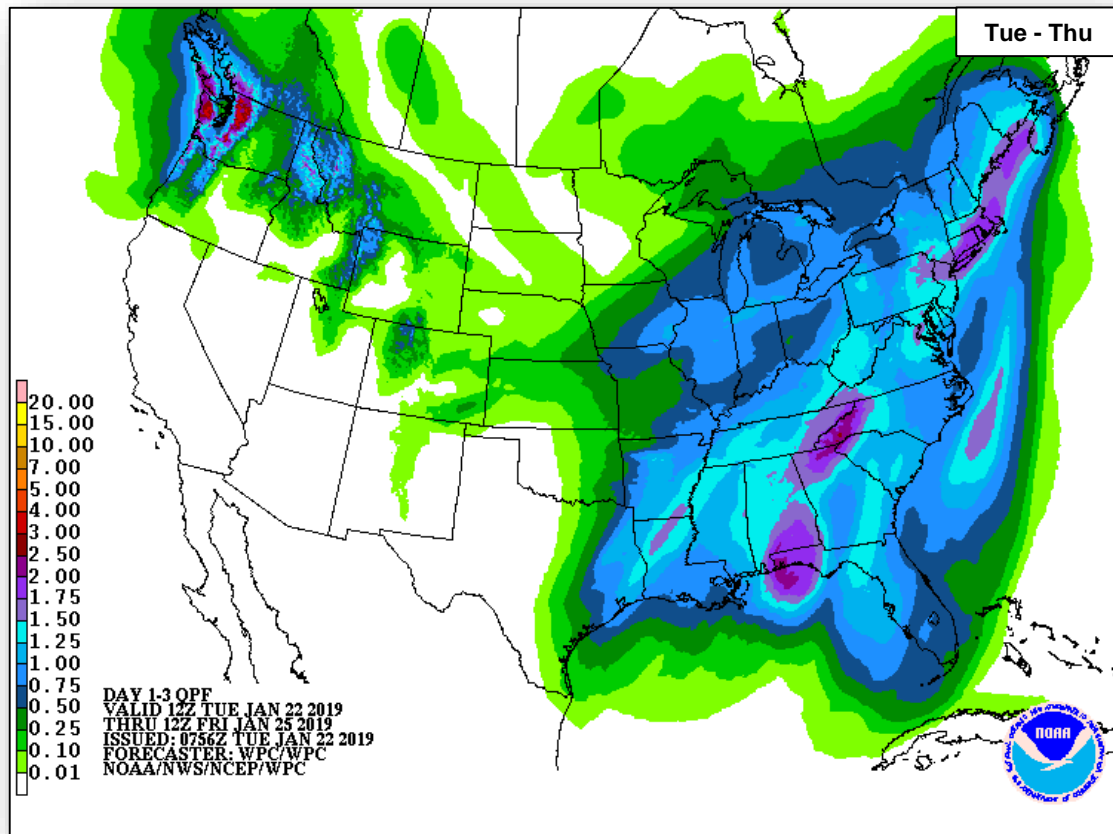 Tue - Thu
20.00
15.00
10.00
7.00
5.00
4.00
3.00
2.50
2.00
1.75
1.50
1.25
1.00
0.75
0.50
0.25
0.10
0.01
DAY 1-3 QPF
VALID 12Z TUE JAN 22 2019
THRU 12Z FRI JAN 25 2019
ISSUED: 0756Z TUE JAN 22 2019
FORECASTER: WPC/WPC
NOAA/NWS/NCEP/WPC
NOAA